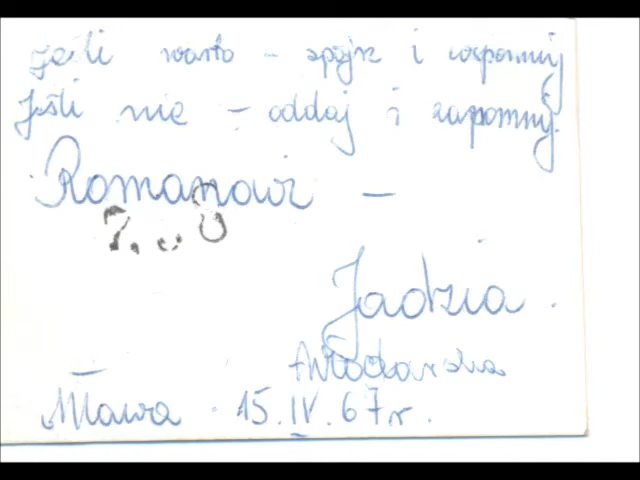 Jeśli warto - spójrz i wspomnij
Jeśli nie - oddaj i zapomnij.
Romanowi -
Jadzia
Mława 15.IV.67r.